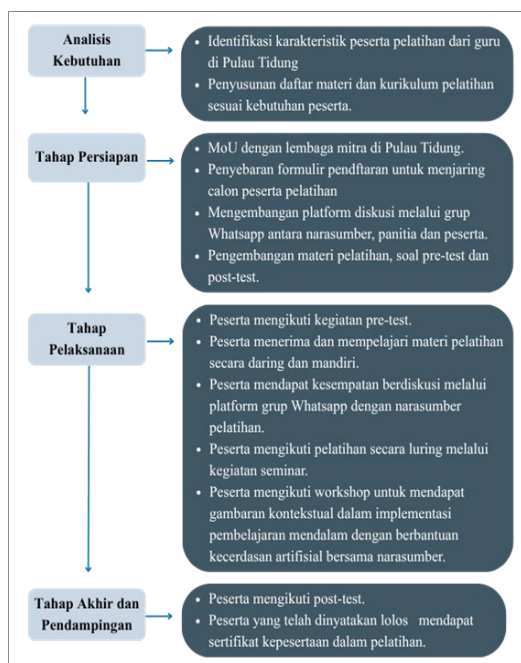 Analisis
Kebutuhan
• Identifikasi karakteristik peserta pelatihan dari guru
di Pulau Tidung
• Penyusunan daftar materi dan kurikulum pelatihan
sesuai kebutuhan peserta.
Tahap Persiapan
• MoU dengan lembaga mitra di Pulau Tidung.
• Penyebaran formulir pendftaran untuk menjaring
calon peserta pelatihan
• Mengembangan platform diskusi melalui grup
Whatsapp antara narasumber, panitia dan peserta.
• Pengembangan materi pelatihan, soal pre-test dan
post-test.
Tahap
Pelaksanaan
• Peserta mengikuti kegiatan pre-test.
• Peserta menerima dan mempelajari materi pelatihan
secara daring dan mandiri.
• Peserta mendapat kesempatan berdiskusi melalui
platform grup Whatsapp dengan narasumber
pelatihan.
• Peserta mengikuti pelatihan secara luring melalui
kegiatan seminar.
• Peserta mengikuti workshop untuk mendapat
gambaran kontekstual dalam implementasi
pembelajaran mendalam dengan berbantuan
kecerdasan artifisial bersama narasumber.
Tahap Akhir dan
Pendampingan
• Peserta mengikuti post-test.
• Peserta yang telah dinyatakan lolos mendapat
sertifikat kepesertaan dalam pelatihan.